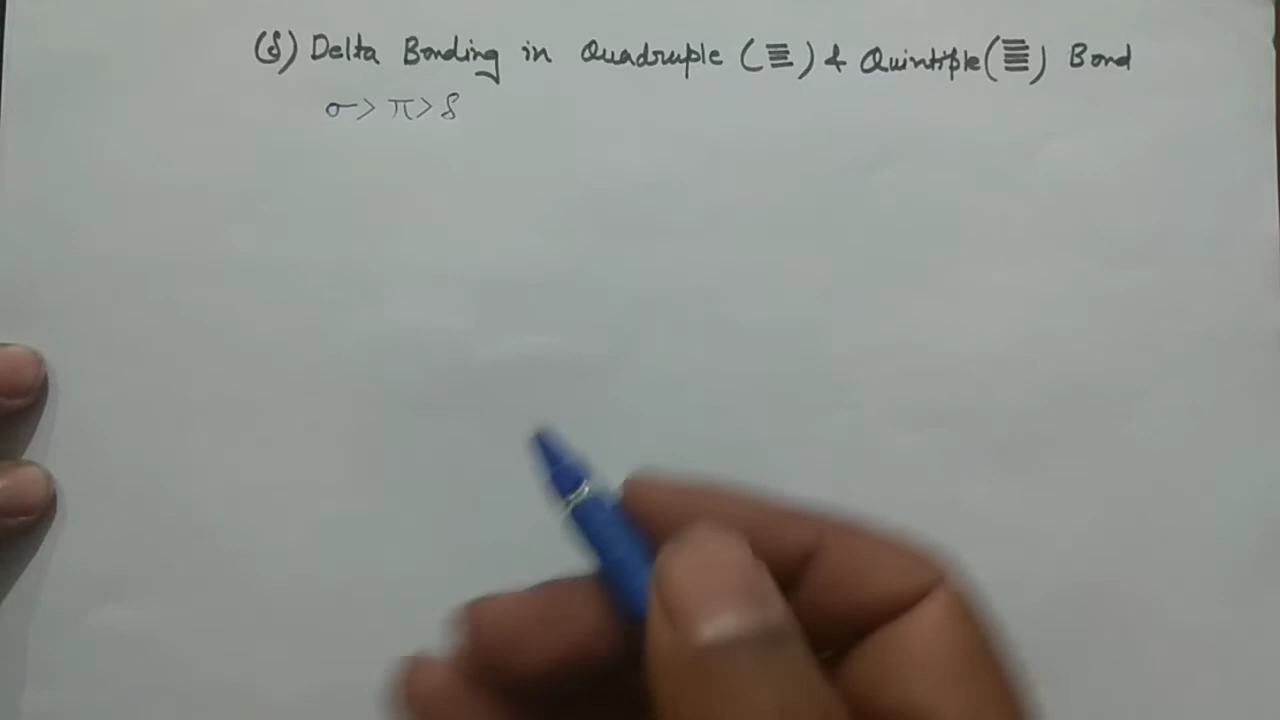 (δ) Delta Bonding in Quadruple (≣) & Quintiple (≣) Bond
σ > π > δ